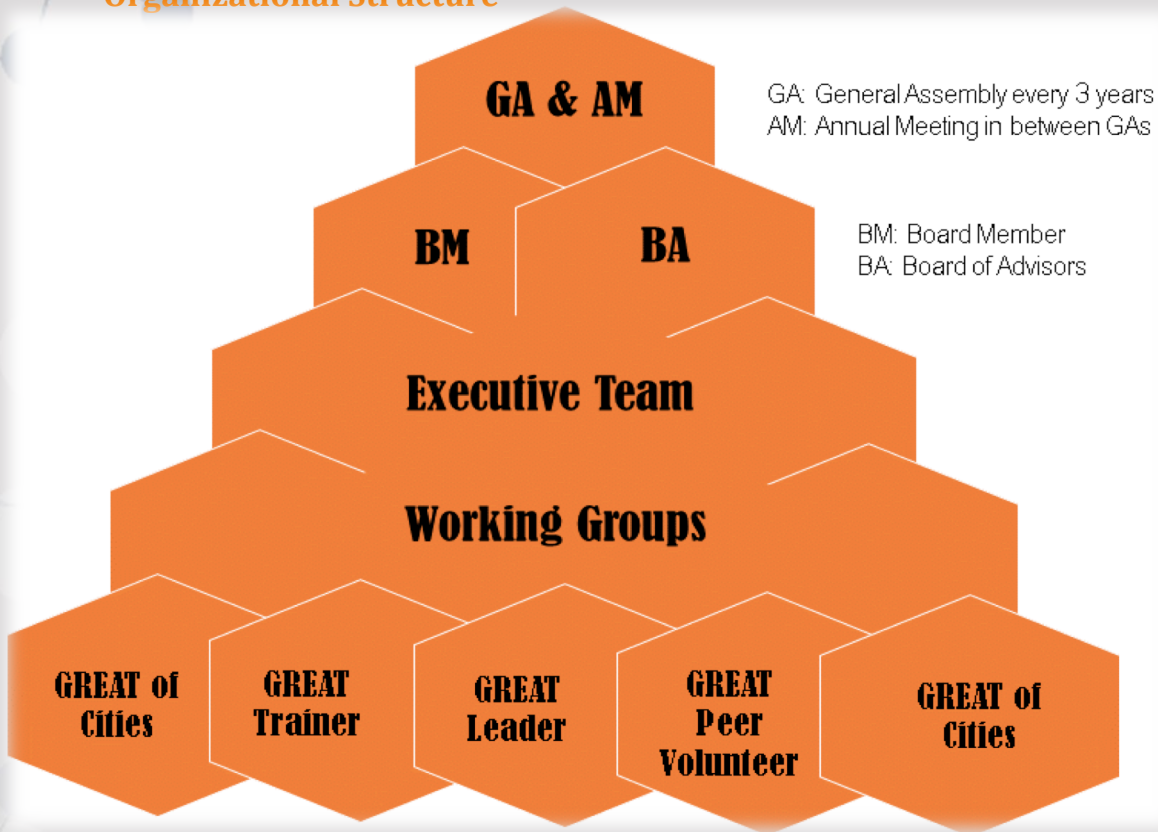 Organizational Structure
GA & AM
GA: General Assembly every 3 years
AM: Annual Meeting in between GAs
BM
BA
BM: Board Member
BA: Board of Advisors
Executive Team
Working Groups
GREAT of
Cities
GREAT
Trainer
GREAT
Leader
GREAT
Peer
Volunteer
GREAT of
Cities